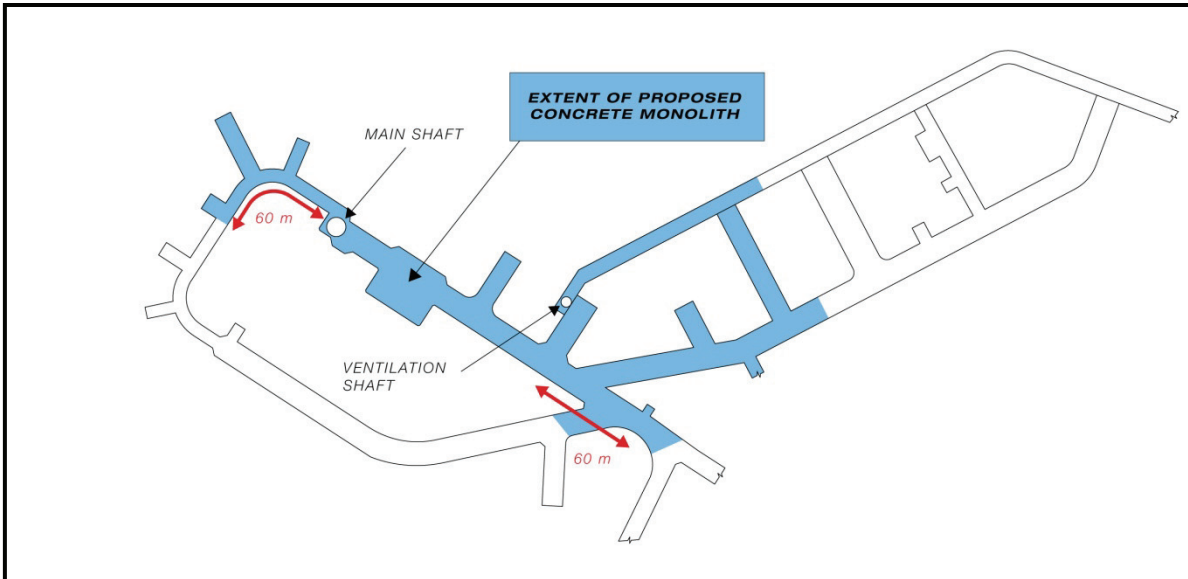 EXTENT OF PROPOSED
CONCRETE MONOLITH
MAIN SHAFT
60 m
VENTILATION
SHAFT
60 m